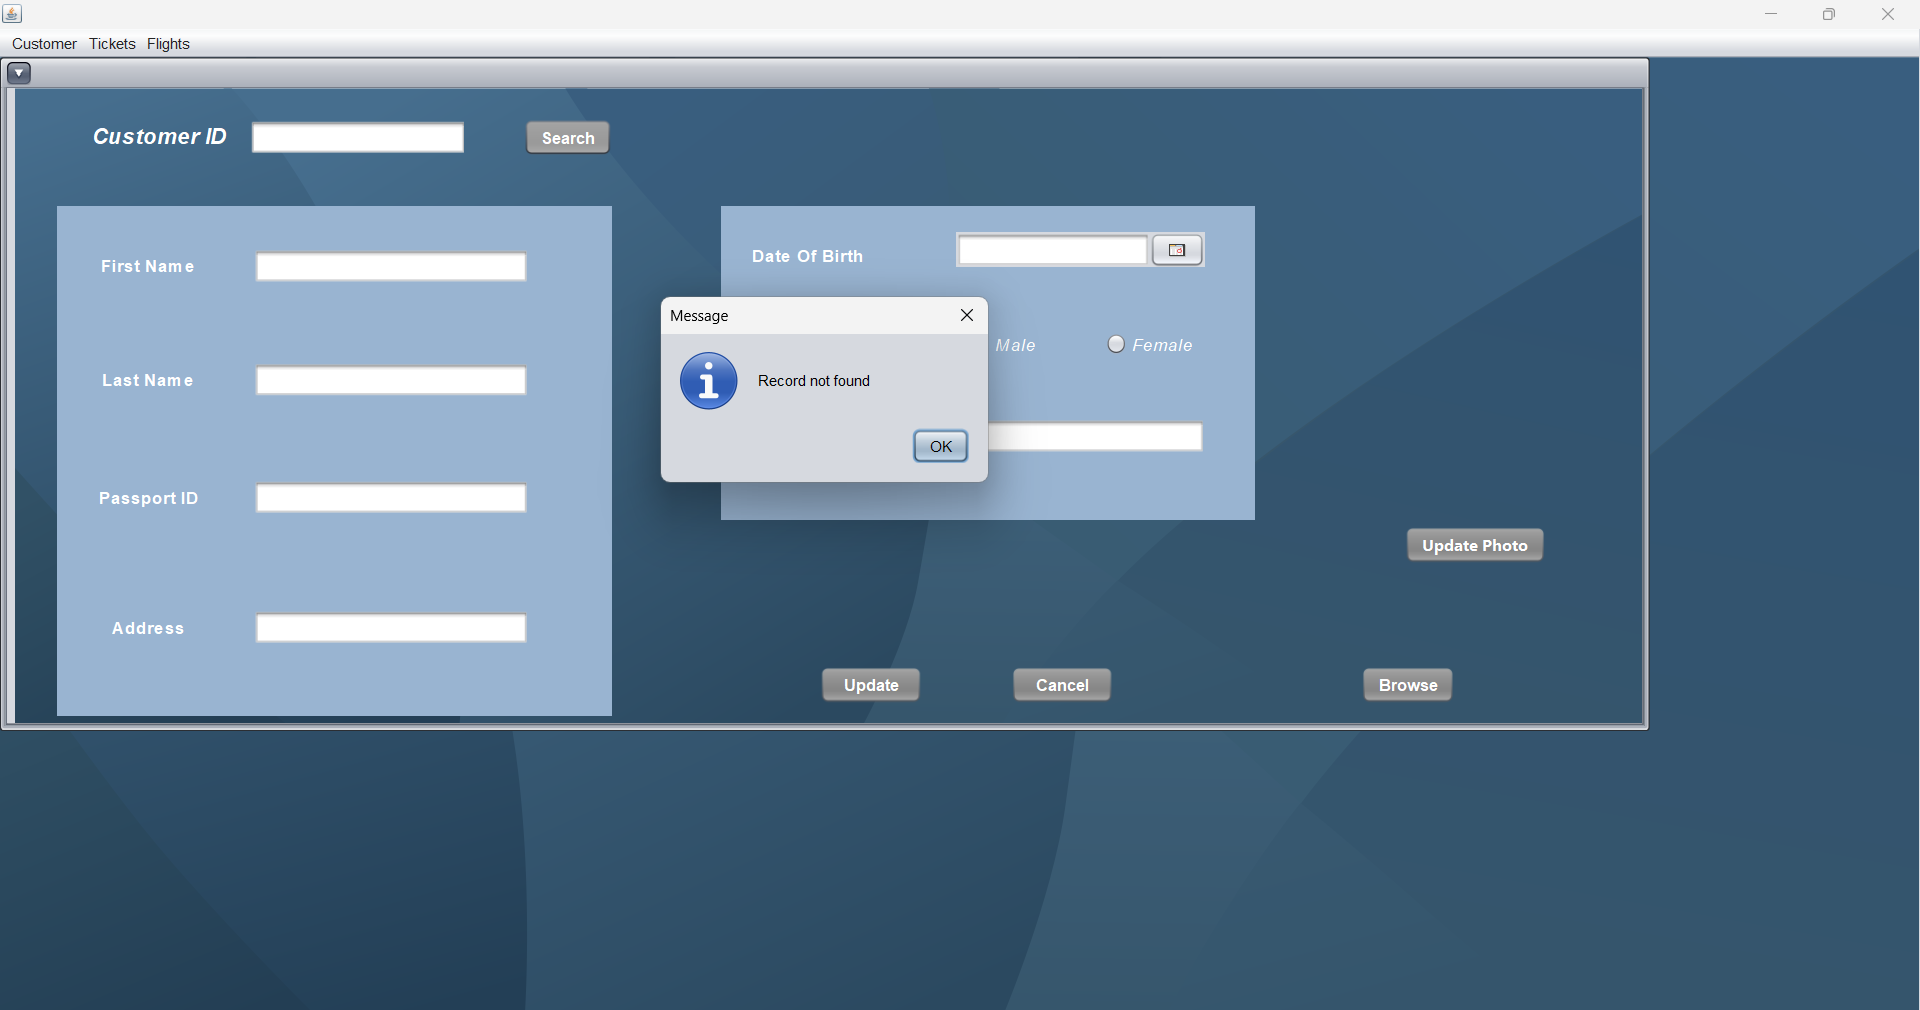 Customer Tickets Flights
Customer ID
Search
First Name
Last Name
Passport ID
Address
Date Of Birth
Male
Female
Message
Record not found
OK
Update Photo
Update
Cancel
Browse